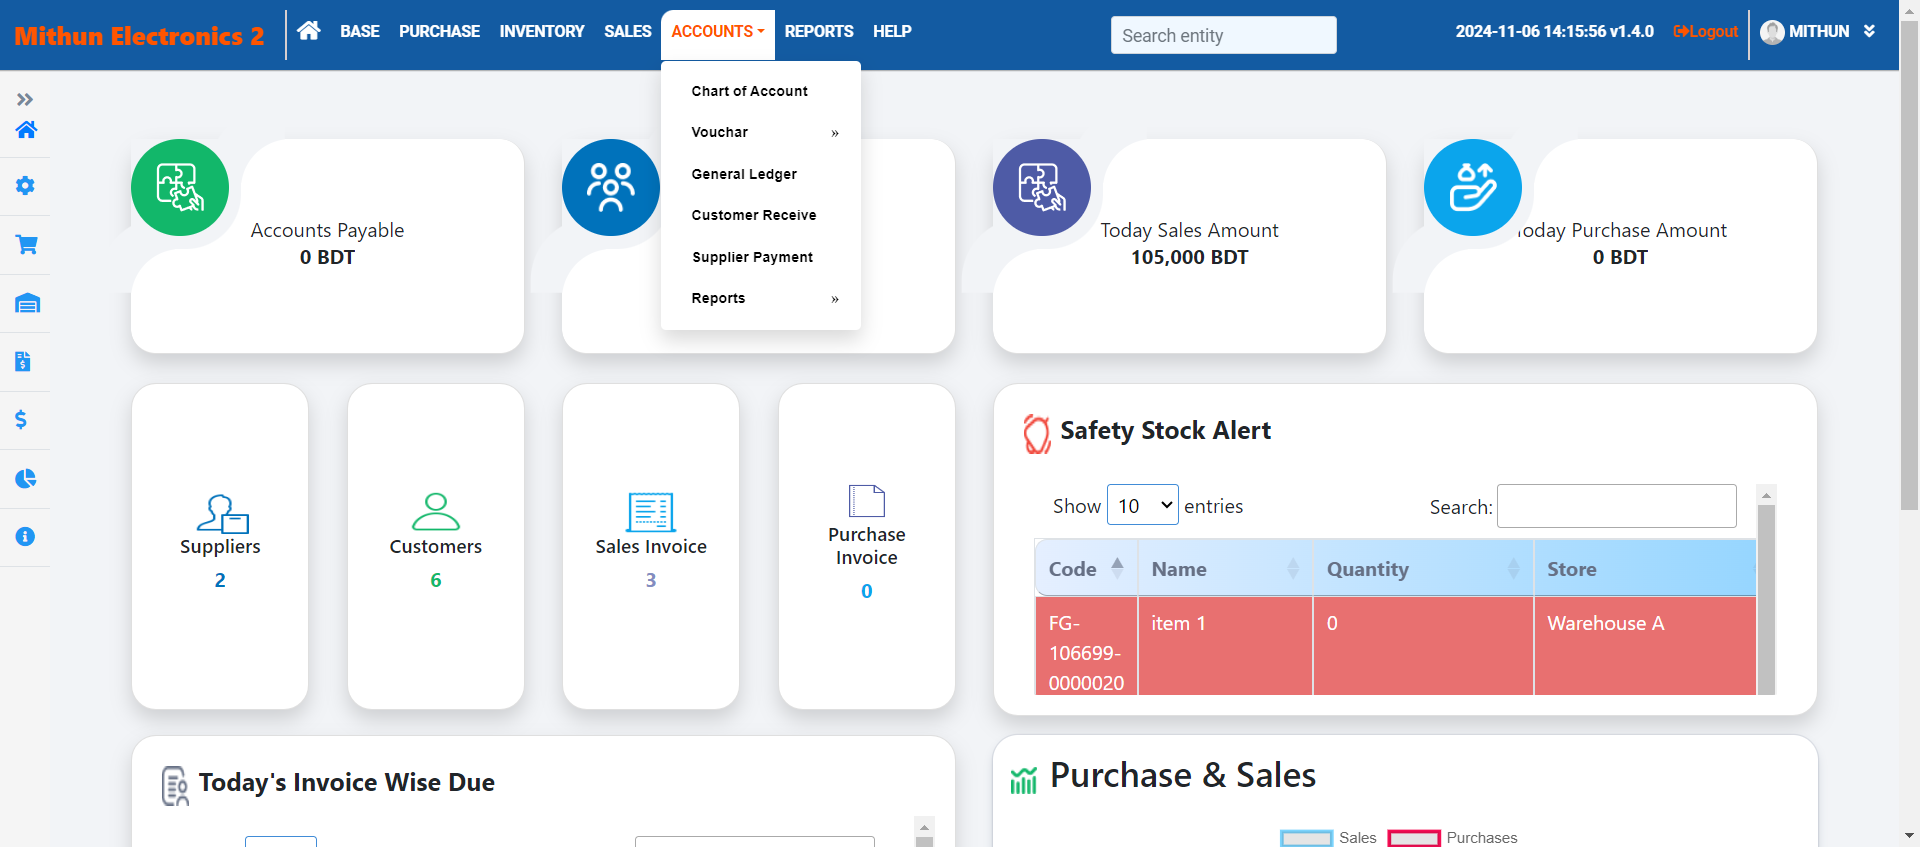 Mithun Electronics 2
BASE PURCHASE INVENTORY SALES ACCOUNTS REPORTS HELP
Search entity
2024-11-06 14:15:56 v1.4.0
Logout
MITHUN
Chart of Account
Vouchar »
General Ledger
Customer Receive
Supplier Payment
Reports »
Accounts Payable
0 BDT
Today Sales Amount
105,000 BDT
Today Purchase Amount
0 BDT
Suppliers
2
Customers
6
Sales Invoice
3
Purchase
Invoice
0
Safety Stock Alert
Show 10 entries
Search:
Code Name Quantity Store
FG-
106699-
0000020
item 1
0
Warehouse A
Today's Invoice Wise Due
Purchase & Sales
Sales Purchases